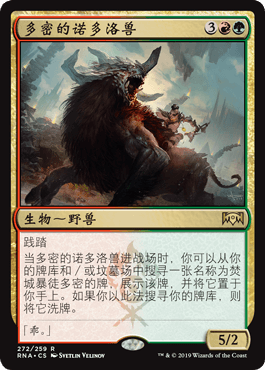 多密的诺多洛兽 3
生物～野兽
践踏
当多密的诺多洛兽进战场时，你可以从你
的牌库和／或坟墓场中搜寻一张名称为焚
城暴徒多密的牌，展示该牌，并将它置于
你手上。如果你以此法搜寻你的牌库，则
将它洗牌。
「乖。」
5/2
272/259 R
RNA • CS SVETLIN VELINOV
™ & © 2019 Wizards of the Coast